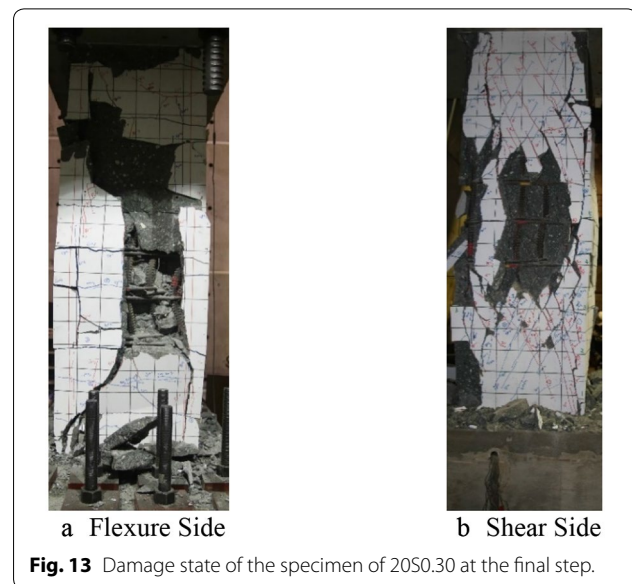 a Flexure Side
b Shear Side
Fig. 13 Damage state of the specimen of 20S0.30 at the final step.